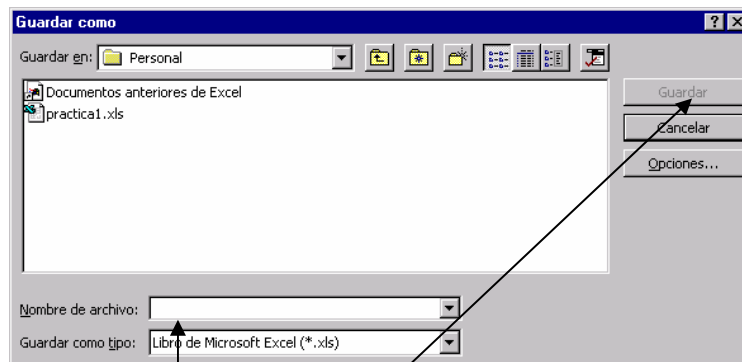 Guardar como
Guardar en: Personal
Documentos anteriores de Excel
practica1.xls
Guardar
Cancelar
Opciones...
Nombre de archivo:
Guardar como tipo: Libro de Microsoft Excel (*.xls)